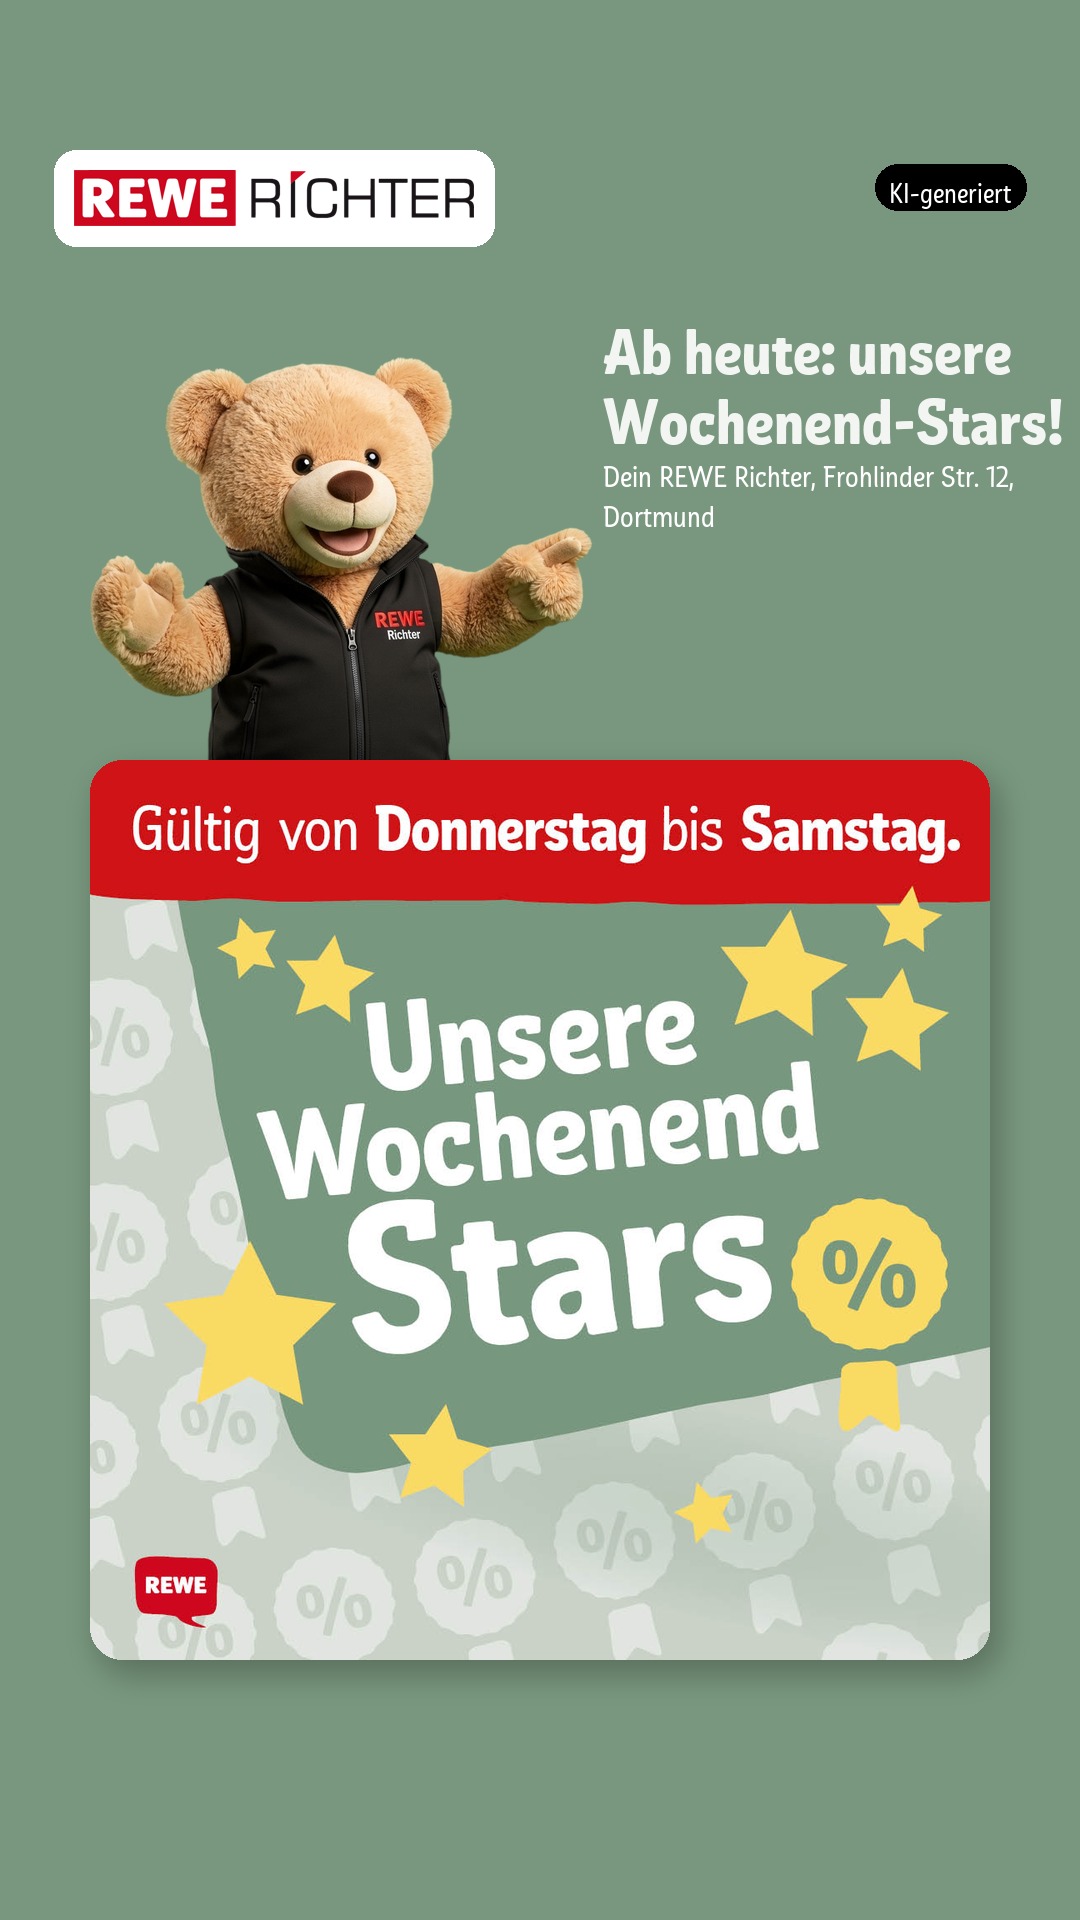 REWE RICHTER
KI-generiert
Ab heute: unsere
Wochenend-Stars!
Dein REWE Richter, Frohlinder Str. 12,
Dortmund
REWE
Richter
Gültig von Donnerstag bis Samstag.
Unsere
Wochenend
Stars %
REWE